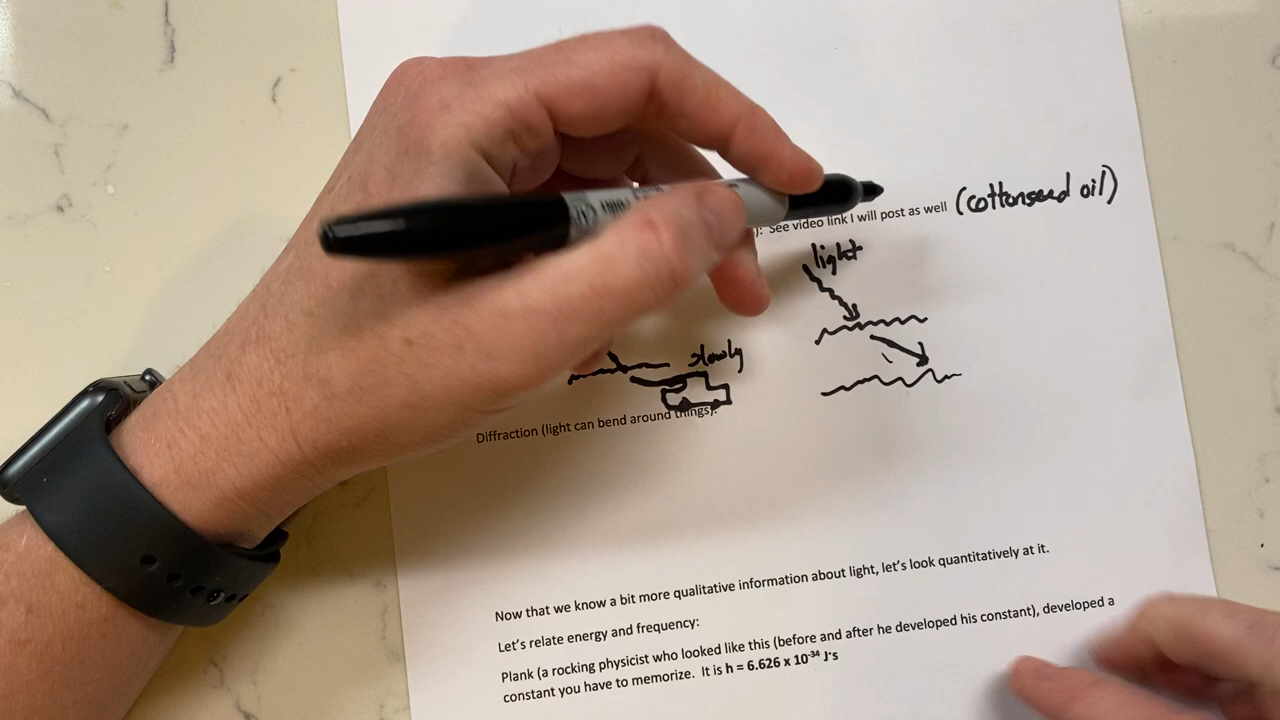 ): See video link I will post as well (cottonseed oil)
light
slowly
Diffraction (light can bend around things):
Now that we know a bit more qualitative information about light, let's look quantitatively at it.
Let's relate energy and frequency:
Plank (a rocking physicist who looked like this (before and after he developed his constant), developed a
constant you have to memorize. It is h = 6.626 x 10⁻³⁴ J*s